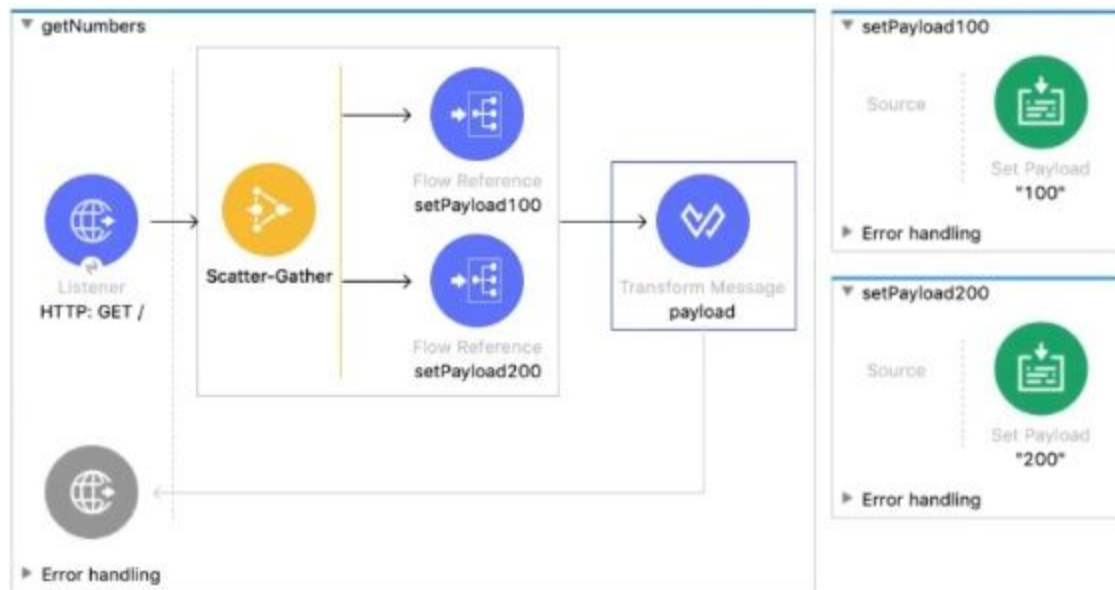 getNumbers
Flow Reference
setPayload100
Listener
HTTP: GET /
Scatter-Gather
Flow Reference
setPayload200
Transform Message
payload
Error handling
setPayload100
Source
Set Payload
"100"
Error handling
setPayload200
Source
Set Payload
"200"
Error handling